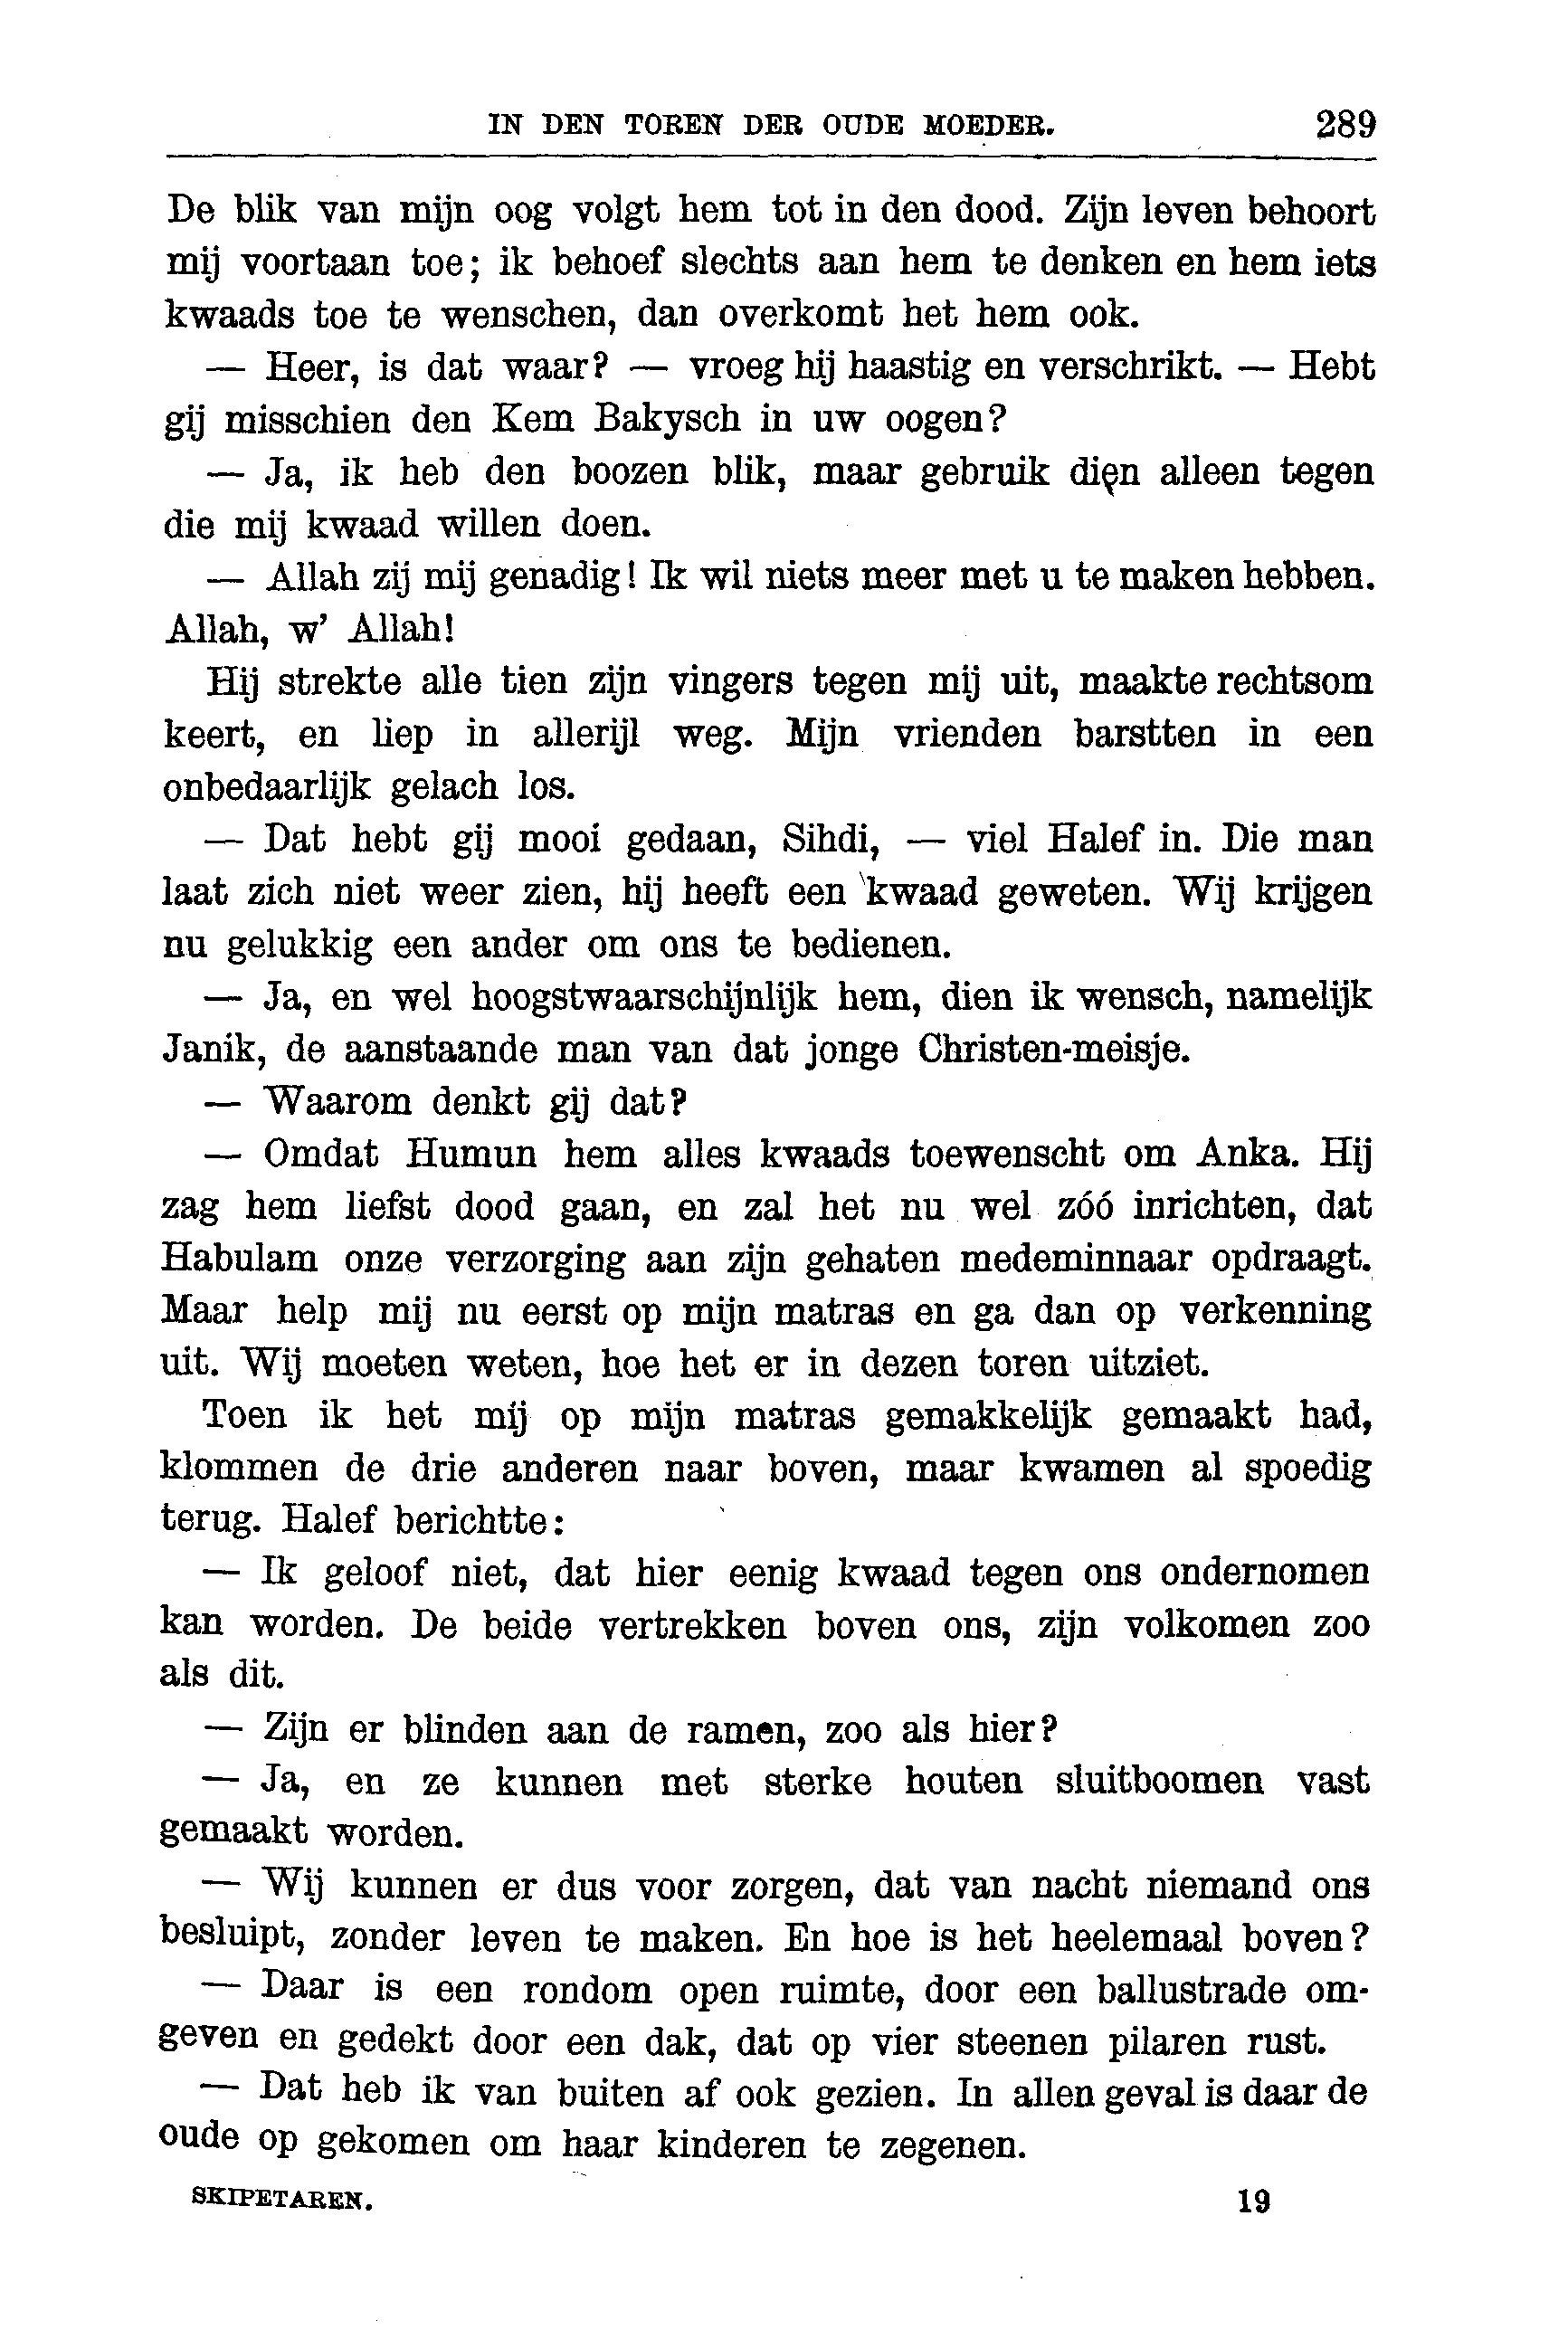 IN DEN TOREN DER OUDE MOEDER. 289
De blik van mijn oog volgt hem tot in den dood. Zijn leven behoort
mij voortaan toe; ik behoef slechts aan hem te denken en hem iets
kwaads toe te wenschen, dan overkomt het hem ook.
— Heer, is dat waar? — vroeg hij haastig en verschrikt. — Hebt
gij misschien den Kem Bakysch in uw oogen?
— Ja, ik heb den boozen blik, maar gebruik dien alleen tegen
die mij kwaad willen doen.
— Allah zij mij genadig! Ik wil niets meer met u te maken hebben.
Allah, w' Allah!
Hij strekte alle tien zijn vingers tegen mij uit, maakte rechtsom
keert, en liep in allerijl weg. Mijn vrienden barstten in een
onbedaarlijk gelach los.
— Dat hebt gij mooi gedaan, Sihdi, — viel Halef in. Die man
laat zich niet weer zien, hij heeft een kwaad geweten. Wij krijgen
nu gelukkig een ander om ons te bedienen.
— Ja, en wel hoogstwaarschijnlijk hem, dien ik wensch, namelijk
Janik, de aanstaande man van dat jonge Christen-meisje.
— Waarom denkt gij dat?
— Omdat Humun hem alles kwaads toewenscht om Anka. Hij
zag hem liefst dood gaan, en zal het nu wel zóó inrichten, dat
Habulam onze verzorging aan zijn gehaten medeminnaar opdraagt.
Maar help mij nu eerst op mijn matras en ga dan op verkenning
uit. Wij moeten weten, hoe het er in dezen toren uitziet.
Toen ik het mij op mijn matras gemakkelijk gemaakt had,
klommen de drie anderen naar boven, maar kwamen al spoedig
terug. Halef berichtte:
— Ik geloof niet, dat hier eenig kwaad tegen ons ondernomen
kan worden. De beide vertrekken boven ons, zijn volkomen zoo
als dit.
— Zijn er blinden aan de ramen, zoo als hier?
— Ja, en ze kunnen met sterke houten sluitboomen vast
gemaakt worden.
— Wij kunnen er dus voor zorgen, dat van nacht niemand ons
besluipt, zonder leven te maken. En hoe is het heelemaal boven?
— Daar is een rondom open ruimte, door een ballustrade om-
geven en gedekt door een dak, dat op vier steenen pilaren rust.
— Dat heb ik van buiten af ook gezien. In allen geval is daar de
oude op gekomen om haar kinderen te zegenen.
SKIPETAREN. 19